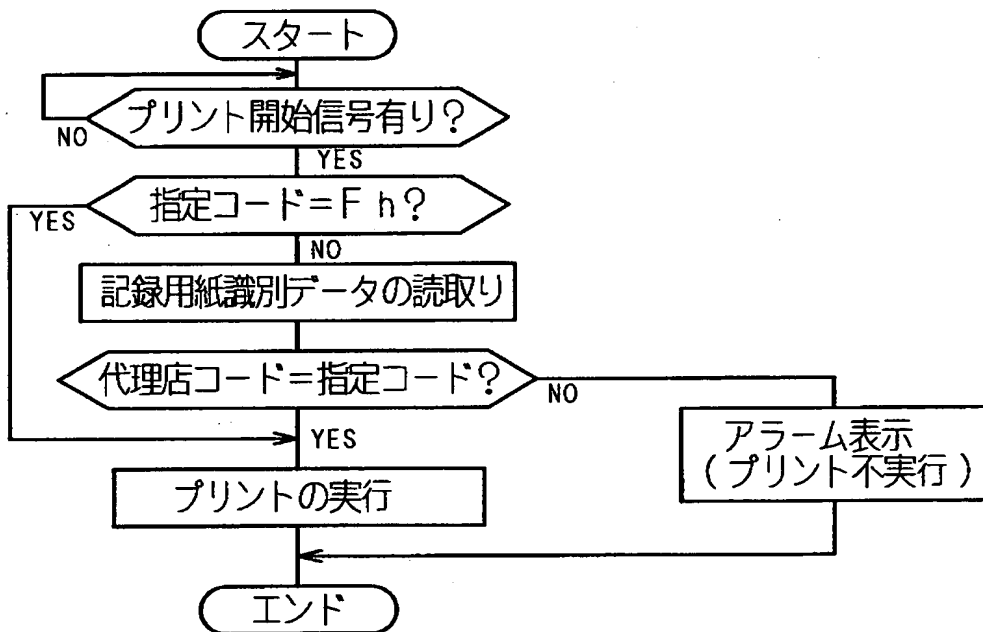 スタート
プリント開始信号有り?
NO
YES
指定コード=Fh?
YES
NO
記録用紙識別データの読取り
代理店コード=指定コード?
NO
YES
アラーム表示
(プリント不実行)
プリントの実行
エンド